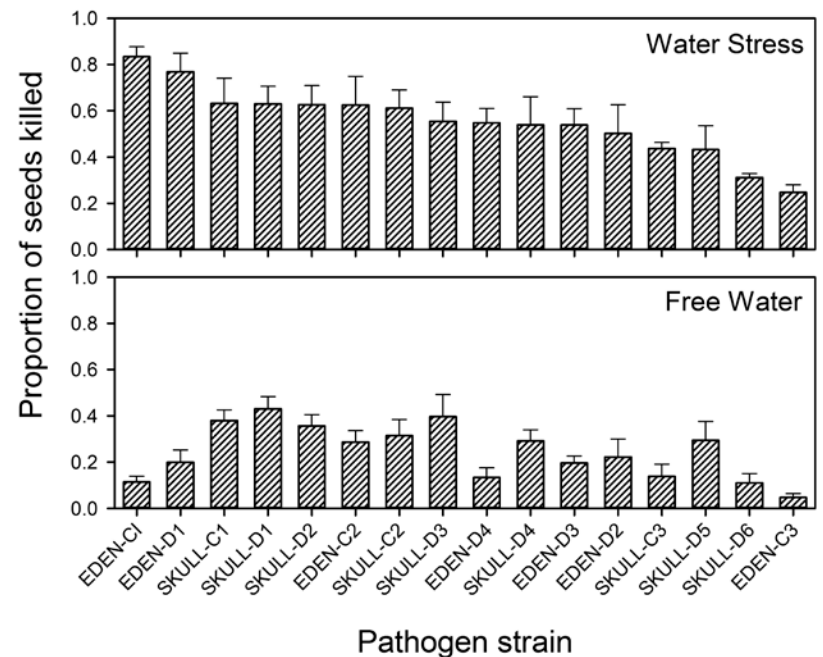 Proportion of seeds killed
1.0
0.8
0.6
0.4
0.2
0.0
Water Stress
1.0
0.8
0.6
0.4
0.2
0.0
Free Water
EDEN-CI
EDEN-D1
SKULL-C1
SKULL-D1
SKULL-D2
EDEN-C2
SKULL-C2
SKULL-D3
EDEN-D4
SKULL-D4
EDEN-D3
EDEN-D2
SKULL-C3
SKULL-D5
SKULL-D6
EDEN-C3
Pathogen strain